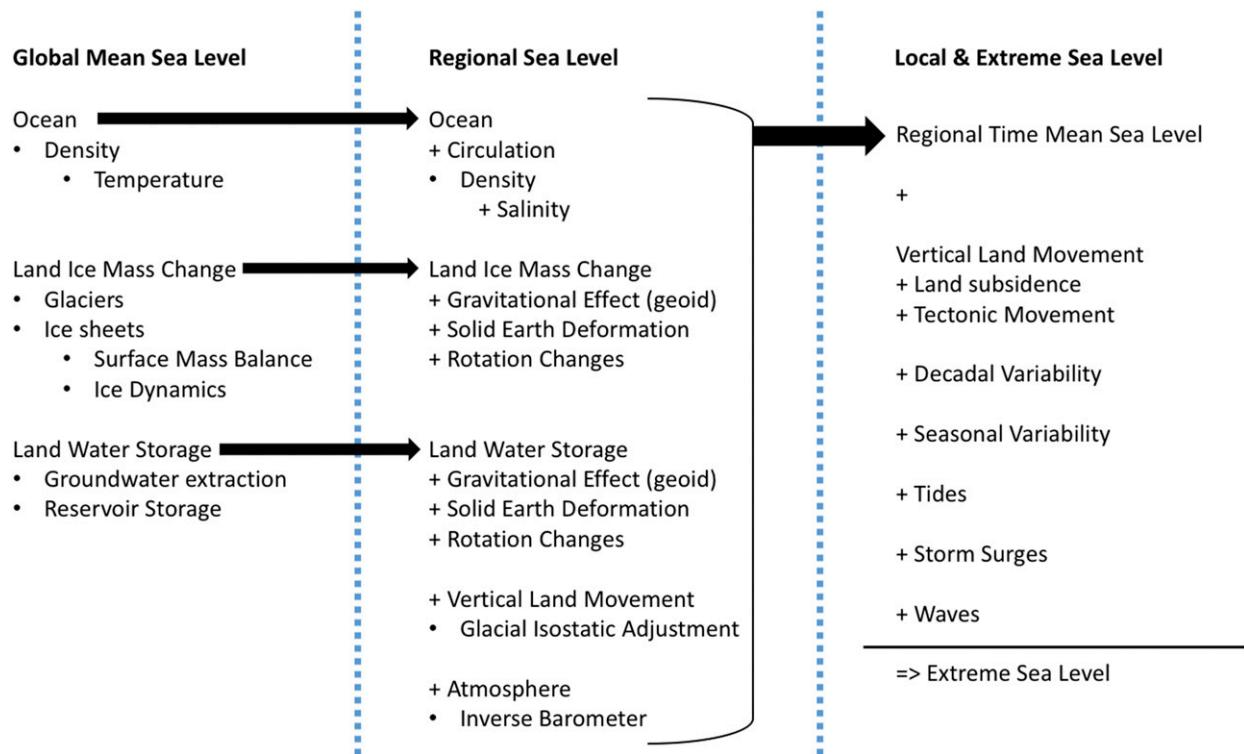 Global Mean Sea Level
Ocean
• Density
• Temperature
Land Ice Mass Change
• Glaciers
• Ice sheets
• Surface Mass Balance
• Ice Dynamics
Land Water Storage
• Groundwater extraction
• Reservoir Storage
Regional Sea Level
Ocean
+ Circulation
• Density
+ Salinity
Land Ice Mass Change
+ Gravitational Effect (geoid)
+ Solid Earth Deformation
+ Rotation Changes
Land Water Storage
+ Gravitational Effect (geoid)
+ Solid Earth Deformation
+ Rotation Changes
+ Vertical Land Movement
• Glacial Isostatic Adjustment
+ Atmosphere
• Inverse Barometer
Local & Extreme Sea Level
Regional Time Mean Sea Level
+
Vertical Land Movement
+ Land subsidence
+ Tectonic Movement
+ Decadal Variability
+ Seasonal Variability
+ Tides
+ Storm Surges
+ Waves
=> Extreme Sea Level